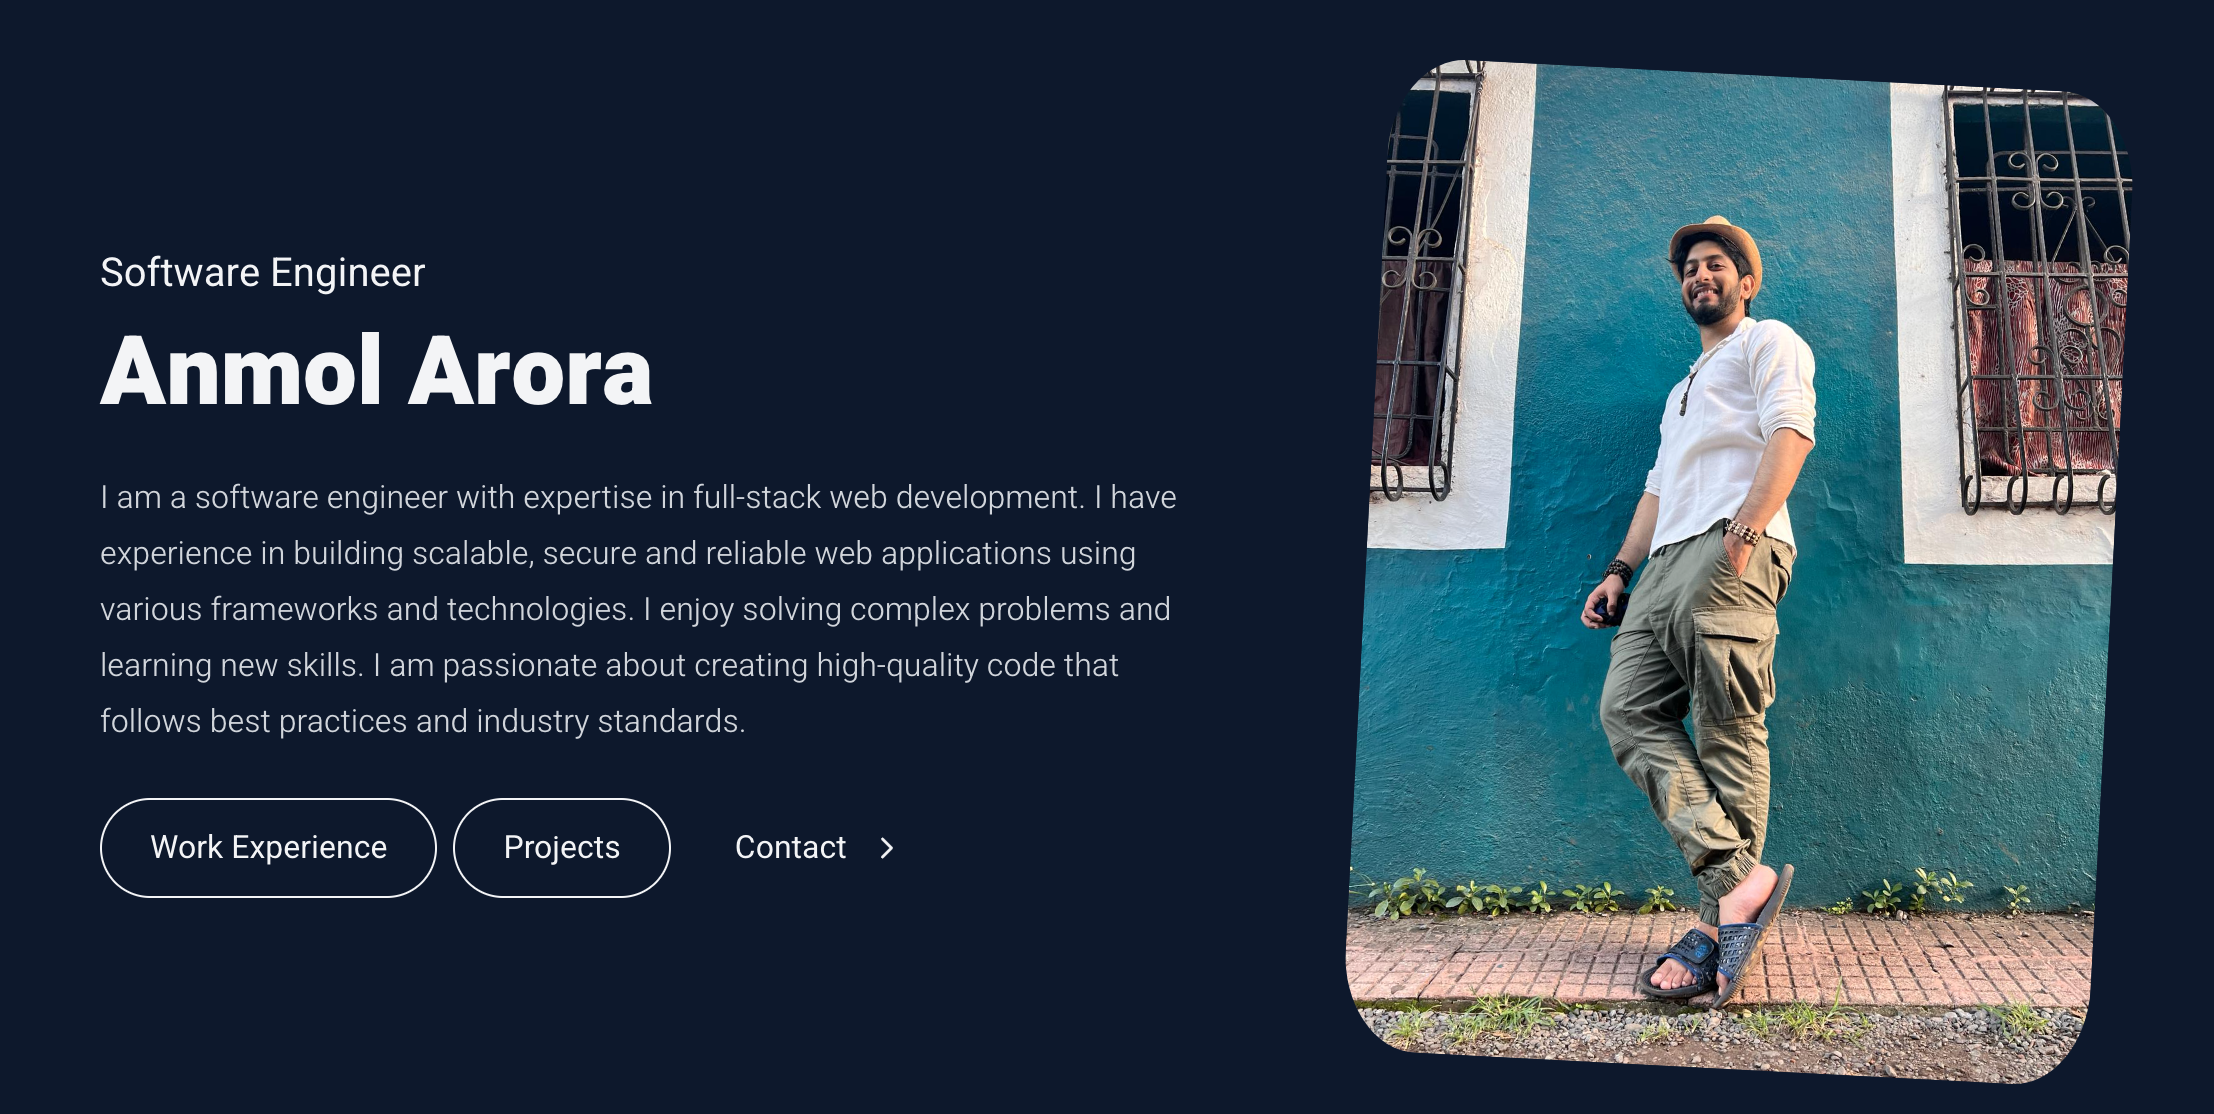 Software Engineer
Anmol Arora
I am a software engineer with expertise in full-stack web development. I have
experience in building scalable, secure and reliable web applications using
various frameworks and technologies. I enjoy solving complex problems and
learning new skills. I am passionate about creating high-quality code that
follows best practices and industry standards.
Work Experience
Projects
Contact